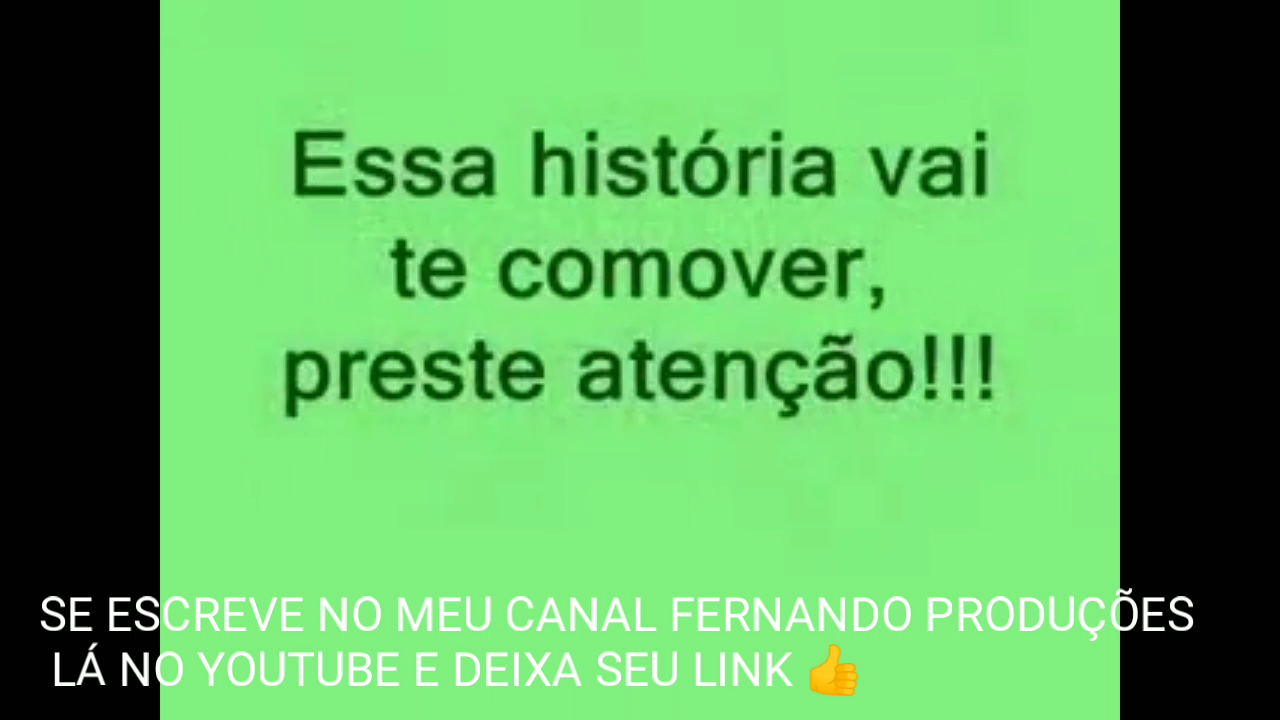 Essa história vai
te comover,
preste atenção!!!
SE ESCREVE NO MEU CANAL FERNANDO PRODUÇÕES
LÁ NO YOUTUBE E DEIXA SEU LINK 👍